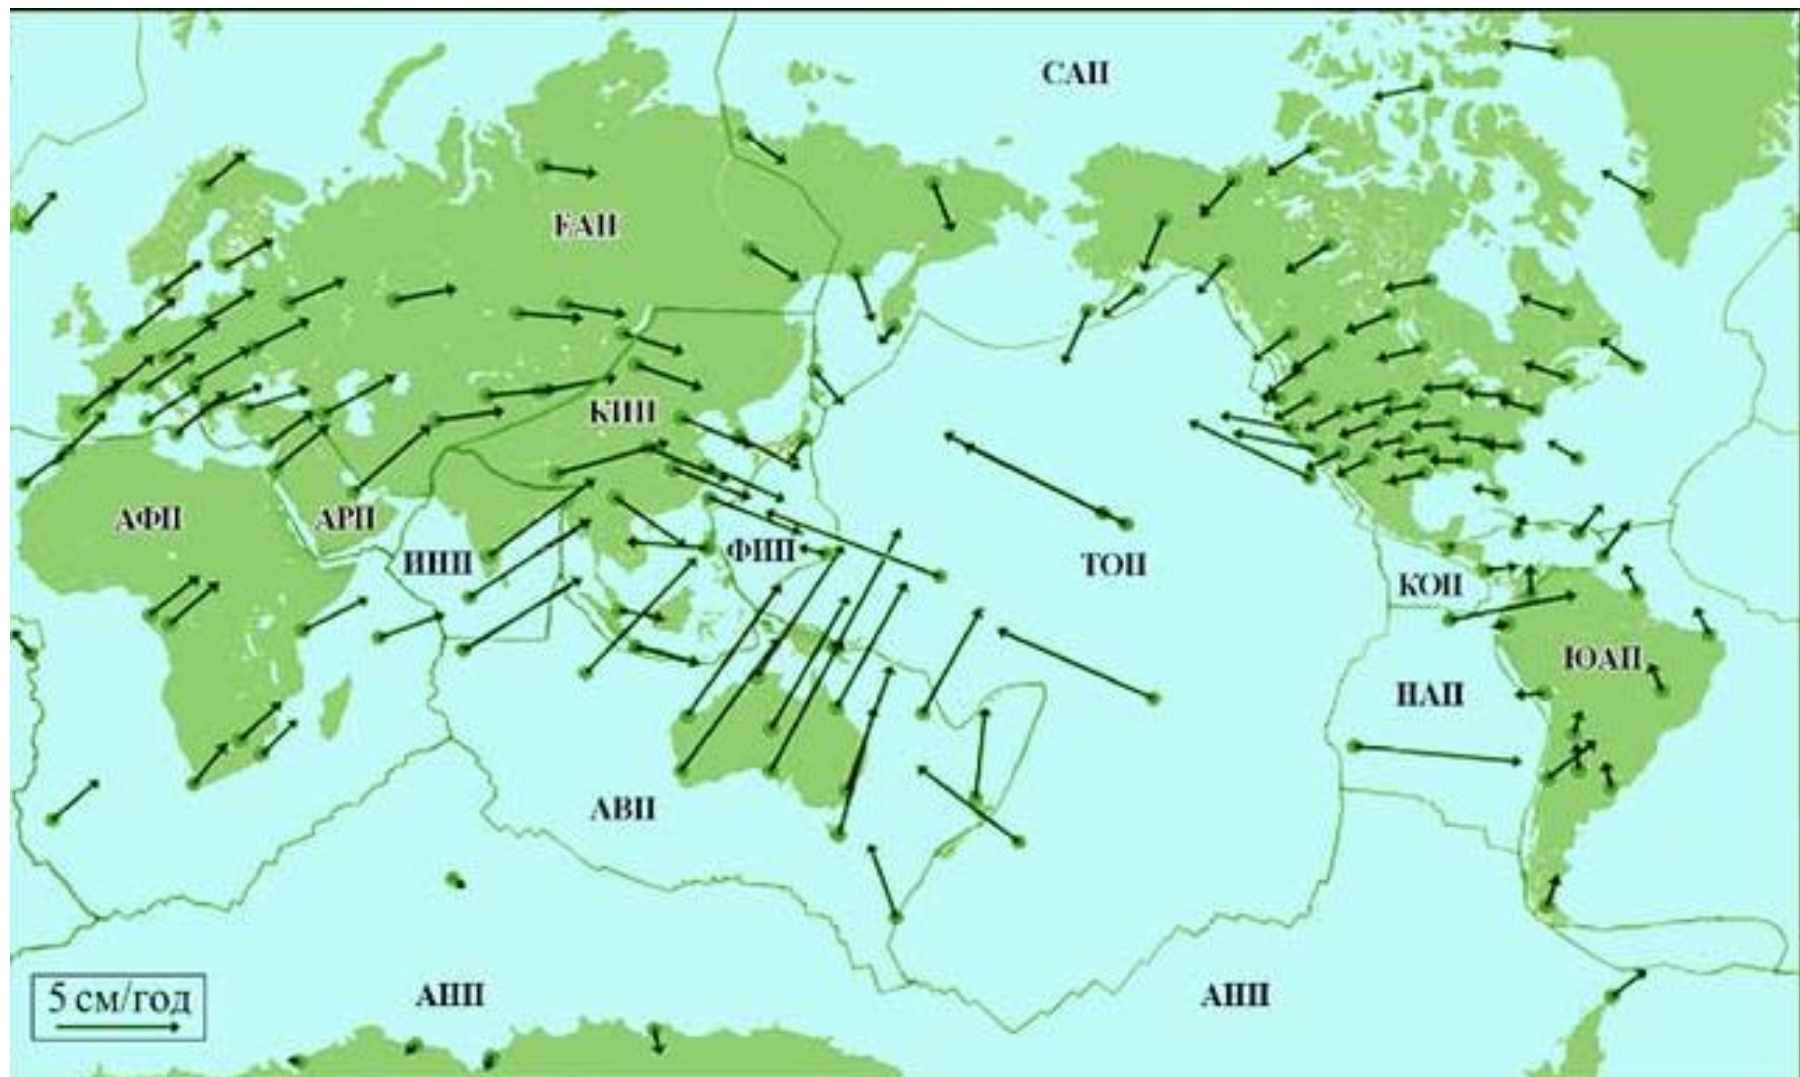 САП
ЕАП
КИП
АФП
АРП
ИНП
ФИП
ТОП
КОП
ЮАП
НАП
АВП
АНП
АНП
5 см/год